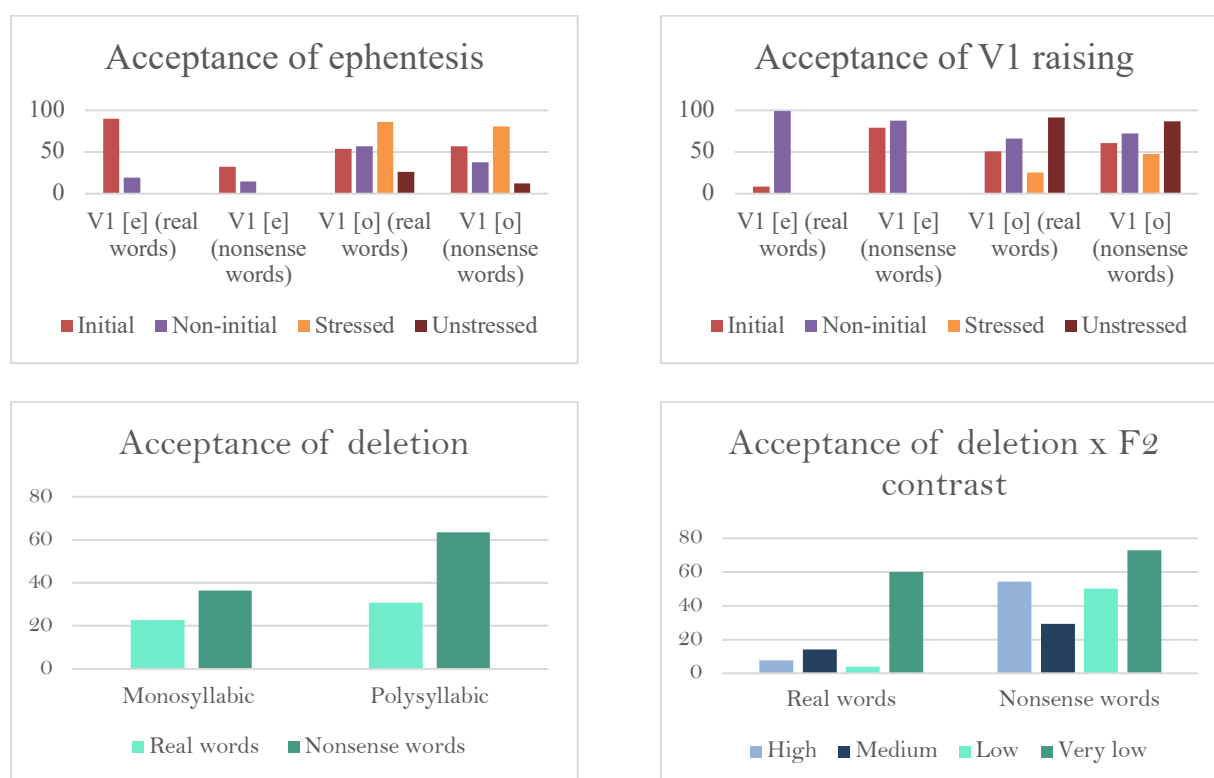 Acceptance of ephentesis
100
50
0
V1 [e] (real
words)
V1 [e]
(nonsense
words)
V1 [o] (real
words)
V1 [o]
(nonsense
words)
Initial Non-initial Stressed Unstressed
Acceptance of V1 raising
100
50
0
V1 [e] (real
words)
V1 [e]
(nonsense
words)
V1 [o] (real
words)
V1 [o]
(nonsense
words)
Initial Non-initial Stressed Unstressed
Acceptance of deletion
80
60
40
20
0
Monosyllabic Polysyllabic
Real words Nonsense words
Acceptance of deletion x F2
contrast
80
60
40
20
0
Real words Nonsense words
High Medium Low Very low